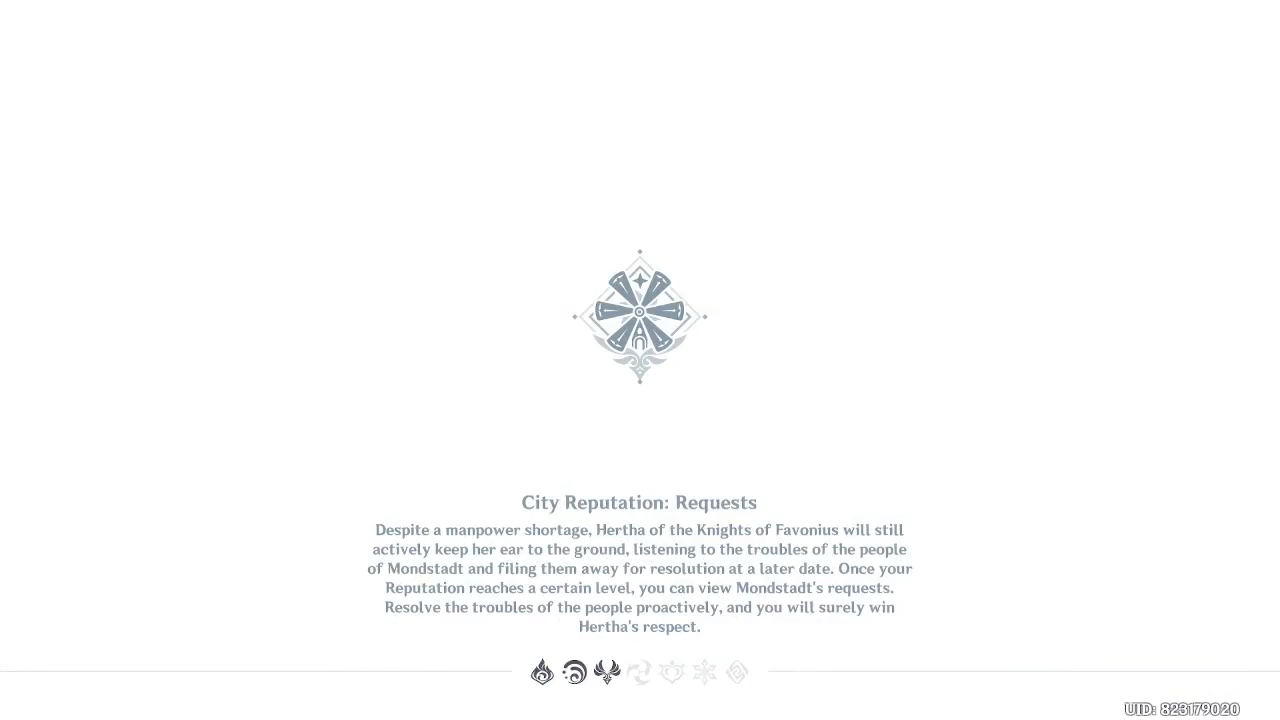 City Reputation: Requests
Despite a manpower shortage, Hertha of the Knights of Favonius will still
actively keep her ear to the ground, listening to the troubles of the people
of Mondstadt and filing them away for resolution at a later date. Once your
Reputation reaches a certain level, you can view Mondstadt's requests.
Resolve the troubles of the people proactively, and you will surely win
Hertha's respect.
UID: 823179020